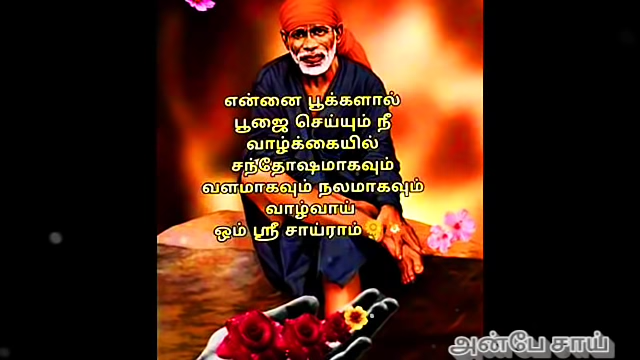 என்னை பூக்களால்
பூஜை செய்யும் நீ
வாழ்க்கையில்
சந்தோஷமாகவும்
வளமாகவும் நலமாகவும்
வாழ்வாய்
ஓம் ஸ்ரீ சாய்ராம்
அன்பே சாய்